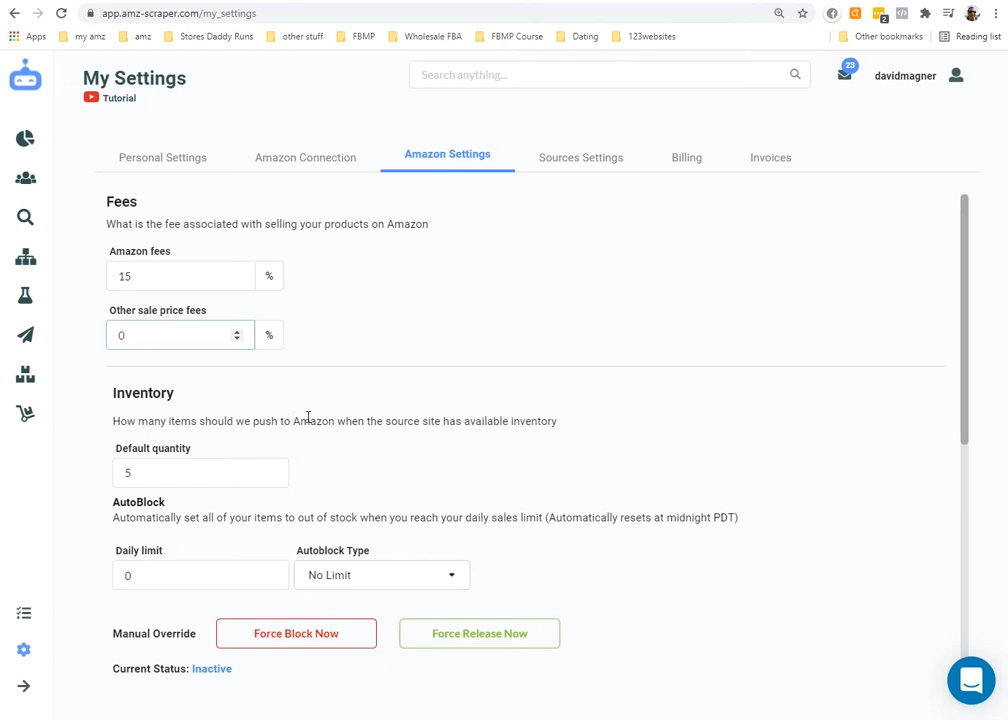 app.amz-scraper.com/my_settings
2
Apps my amz amz Stores Daddy Runs other stuff FBMP Wholesale FBA FBMP Course Dating 123websites Other bookmarks Reading list
My Settings
Tutorial
Search anything...
23
davidmagner
Personal Settings Amazon Connection Amazon Settings Sources Settings Billing Invoices
Fees
What is the fee associated with selling your products on Amazon
Amazon fees
15 %
Other sale price fees
0 %
Inventory
How many items should we push to Amazon when the source site has available inventory
Default quantity
5
AutoBlock
Automatically set all of your items to out of stock when you reach your daily sales limit (Automatically resets at midnight PDT)
Daily limit Autoblock Type
0 No Limit
Manual Override Force Block Now Force Release Now
Current Status: Inactive